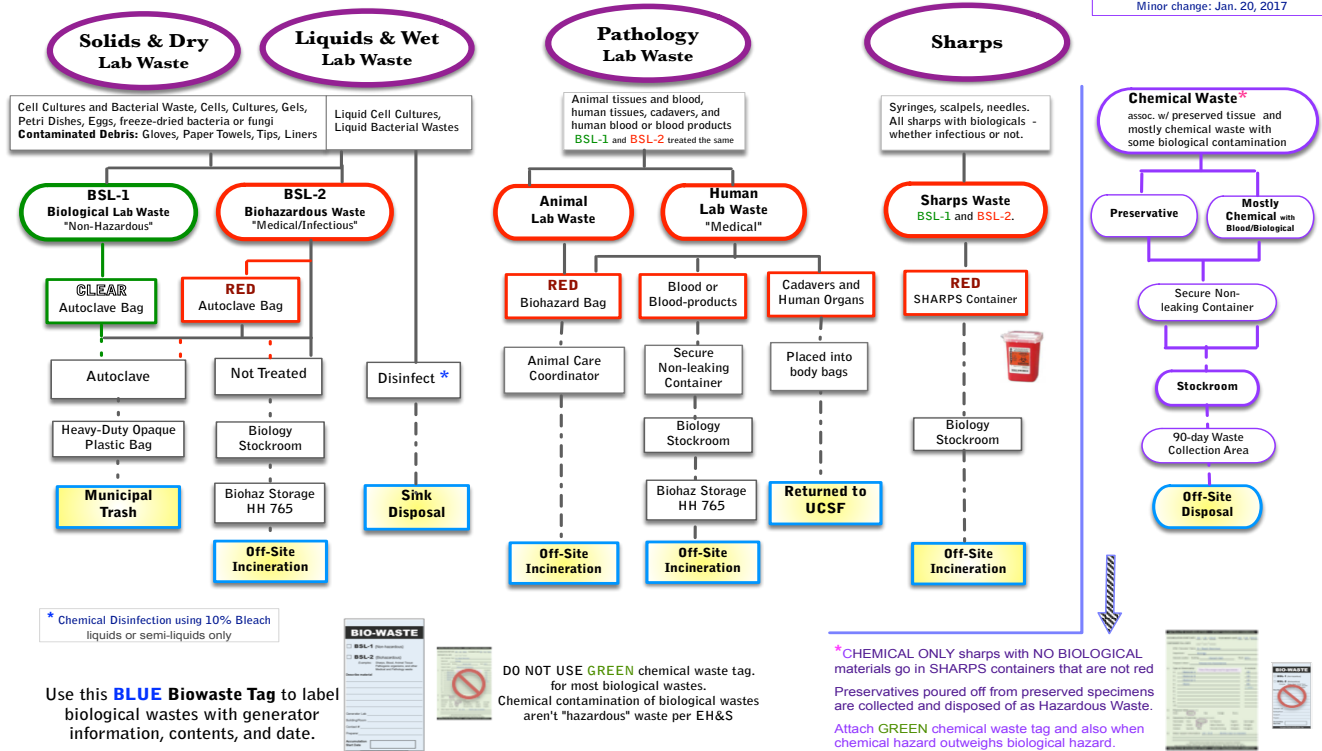 Minor change: Jan. 20, 2017
Solids & Dry
Lab Waste
Liquids & Wet
Lab Waste
Pathology
Lab Waste
Sharps
Cell Cultures and Bacterial Waste, Cells, Cultures, Gels,
Petri Dishes, Eggs, freeze-dried bacteria or fungi
Contaminated Debris: Gloves, Paper Towels, Tips, Liners
Liquid Cell Cultures,
Liquid Bacterial Wastes
Animal tissues and blood,
human tissues, cadavers, and
human blood or blood products
BSL-1 and BSL-2 treated the same
Syringes, scalpels, needles.
All sharps with biologicals -
whether infectious or not.
Chemical Waste*
assoc. w/ preserved tissue and
mostly chemical waste with
some biological contamination
BSL-1
Biological Lab Waste
"Non-Hazardous"
BSL-2
Biohazardous Waste
"Medical/Infectious"
Animal
Lab Waste
Human
Lab Waste
"Medical"
Sharps Waste
BSL-1 and BSL-2.
Preservative
Mostly
Chemical with
Blood/Biological
CLEAR
Autoclave Bag
RED
Autoclave Bag
RED
Biohazard Bag
Blood or
Blood-products
Cadavers and
Human Organs
RED
SHARPS Container
Secure Non-
leaking Container
Autoclave
Not Treated
Disinfect *
Animal Care
Coordinator
Secure
Non-leaking
Container
Placed into
body bags
Stockroom
Heavy-Duty Opaque
Plastic Bag
Biology
Stockroom
Biology
Stockroom
Biology
Stockroom
90-day Waste
Collection Area
Municipal
Trash
Biohaz Storage
HH 765
Sink
Disposal
Biohaz Storage
HH 765
Returned to
UCSF
Off-Site
Disposal
Off-Site
Incineration
Off-Site
Incineration
Off-Site
Incineration
Off-Site
Incineration
* Chemical Disinfection using 10% Bleach
liquids or semi-liquids only
Use this BLUE Biowaste Tag to label
biological wastes with generator
information, contents, and date.
BIO-WASTE
BSL-1 (Non-hazardous)
BSL-2 (Biohazardous)
DO NOT USE GREEN chemical waste tag.
for most biological wastes.
Chemical contamination of biological wastes
aren't "hazardous" waste per EH&S
*CHEMICAL ONLY sharps with NO BIOLOGICAL
materials go in SHARPS containers that are not red
Preservatives poured off from preserved specimens
are collected and disposed of as Hazardous Waste.
Attach GREEN chemical waste tag and also when
chemical hazard outweighs biological hazard.
BIO-WASTE